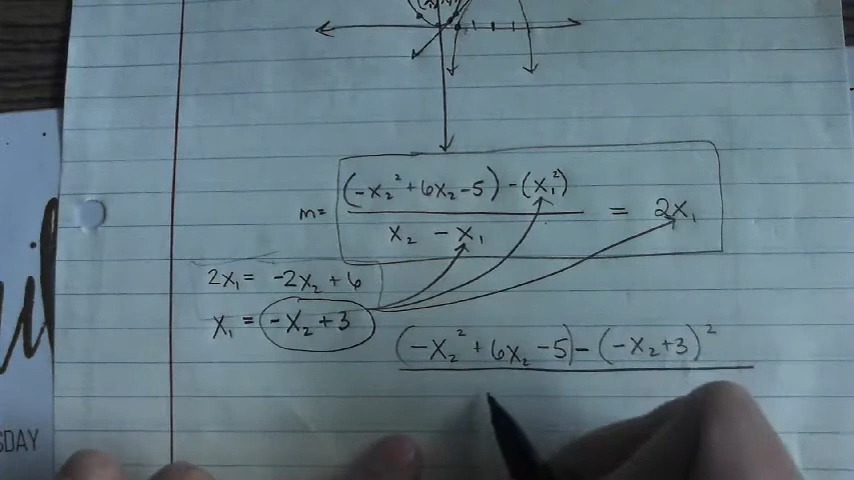 m= (-x₂² + 6x₂ - 5) - (x₁²) / x₂ - x₁ = 2x₁
2x₁ = -2x₂ + 6
x₁ = -x₂ + 3
(-x₂² + 6x₂ - 5) - (-x₂ + 3)²
SDAY